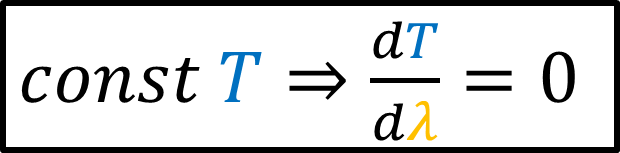 const T ⇒ dT/dλ = 0